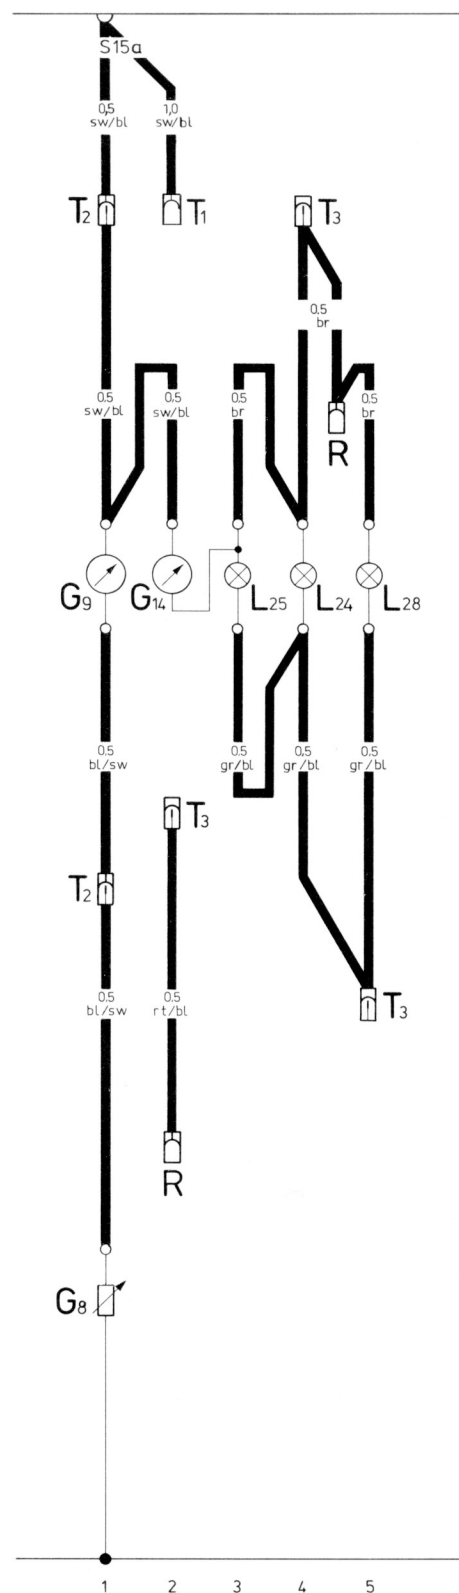 S15a
0,5 1,0
sw/bl sw/bl
T2 T1 T3
0.5
br
0.5 0.5 0.5 0.5
sw/bl sw/bl br br
R
G9 G14 L25 L24 L28
0.5 0.5 0.5 0.5
bl/sw gr/bl gr/bl gr/bl
T3
T2
0.5 0.5
bl/sw rt/bl
T3
R
G8
1 2 3 4 5